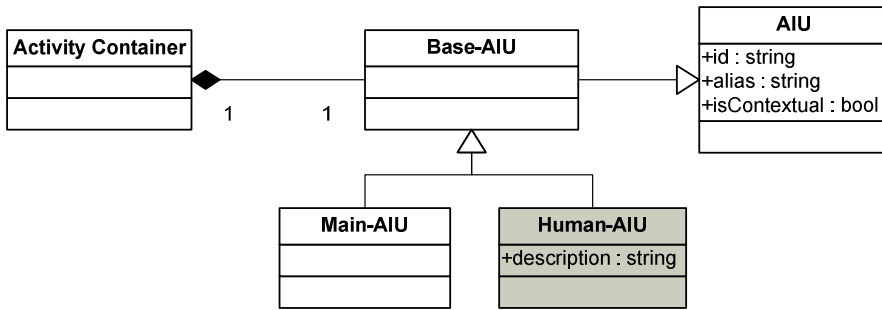 Activity Container
1
1
Base-AIU
AIU
+id : string
+alias : string
+isContextual : bool
Main-AIU
Human-AIU
+description : string